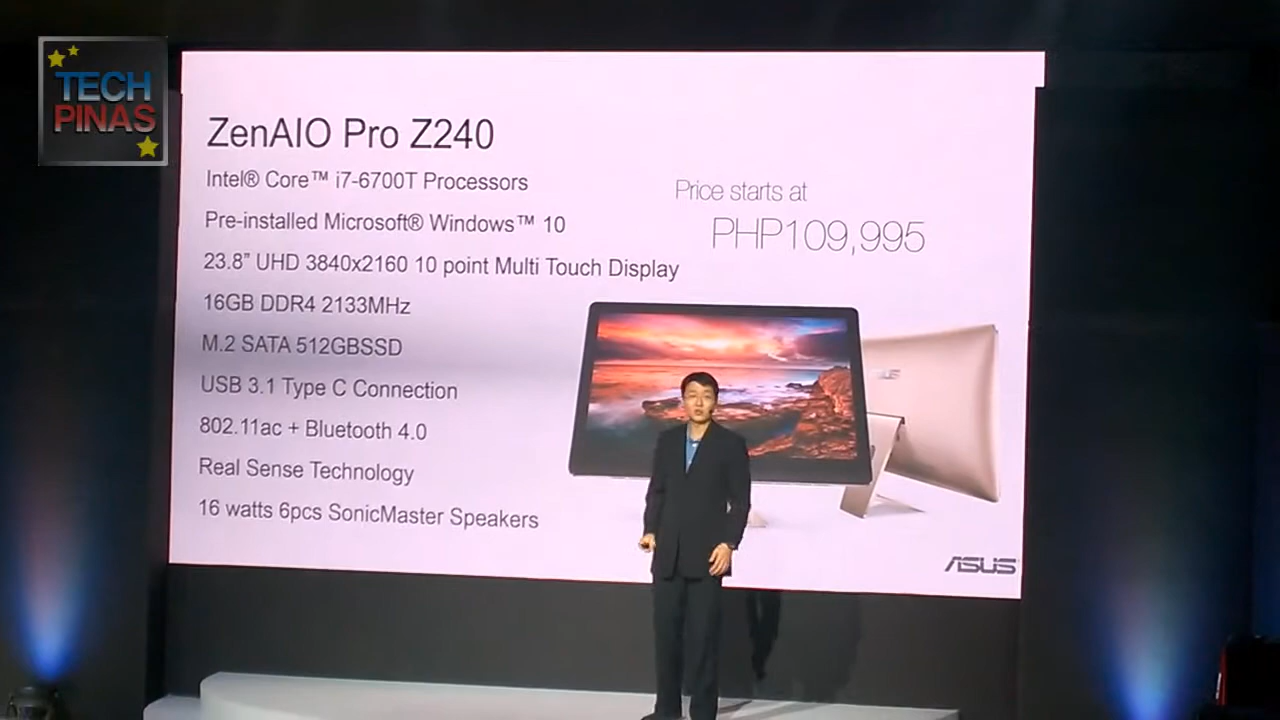 TECH
PINAS
ZenAIO Pro Z240
Intel® Core™ i7-6700T Processors
Pre-installed Microsoft® Windows™ 10
23.8” UHD 3840x2160 10 point Multi Touch Display
16GB DDR4 2133MHz
M.2 SATA 512GBSSD
USB 3.1 Type C Connection
802.11ac + Bluetooth 4.0
Real Sense Technology
16 watts 6pcs SonicMaster Speakers
Price starts at
PHP109,995
ASUS
ASUS